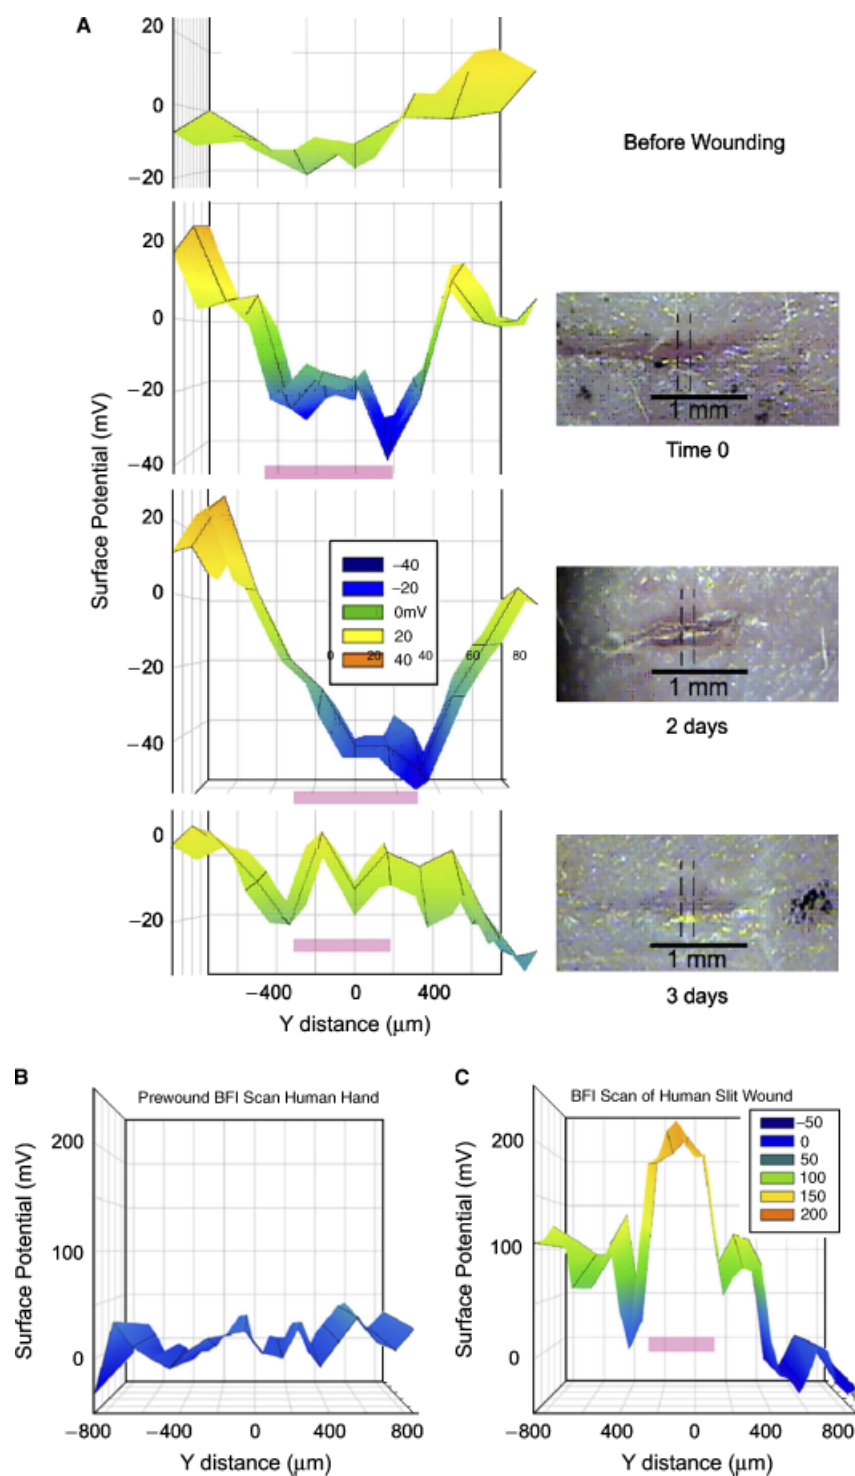 A
20
0
−20
Before Wounding
20
0
−20
−40
1 mm
Time 0
Surface Potential (mV)
20
0
−20
−40
−40
−20
0mV
20
40
0 20 40 60 80
1 mm
2 days
0
−20
1 mm
3 days
−400 0 400
Y distance (μm)
B
Prewound BFI Scan Human Hand
200
100
0
Surface Potential (mV)
−800 −400 0 400 800
Y distance (μm)
C
BFI Scan of Human Slit Wound
−50
0
50
100
150
200
200
100
0
Surface Potential (mV)
−800 400 0 400 800
Y distance (μm)